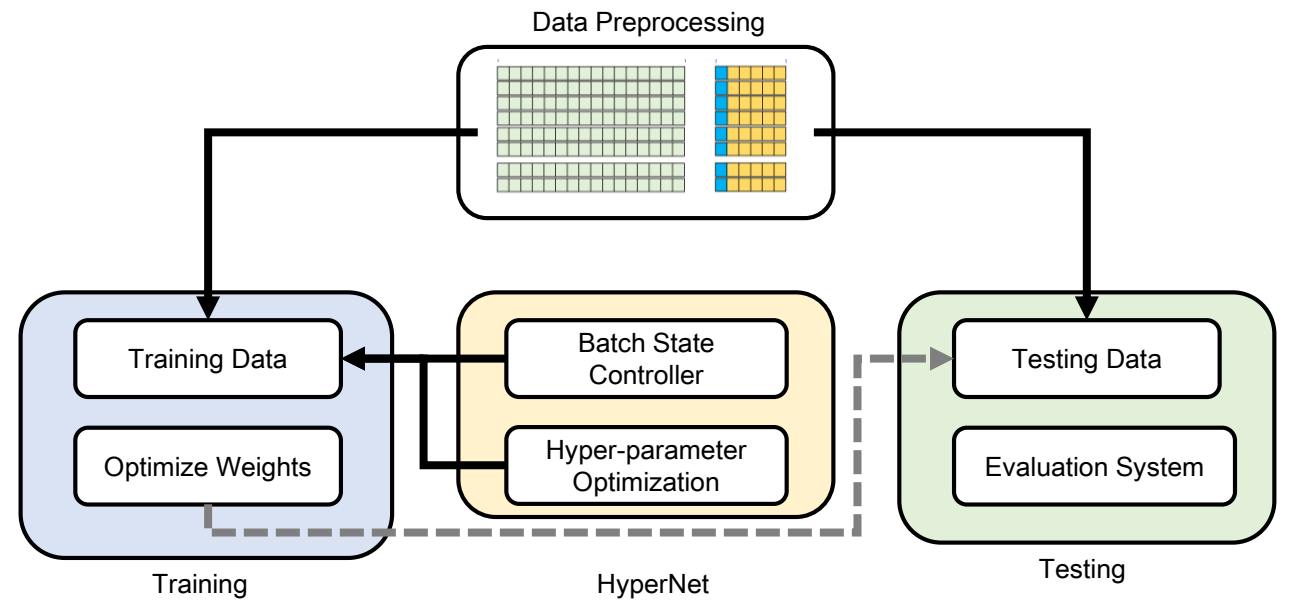 Data Preprocessing
Training Data
Optimize Weights
Training
Batch State
Controller
Hyper-parameter
Optimization
HyperNet
Testing Data
Evaluation System
Testing